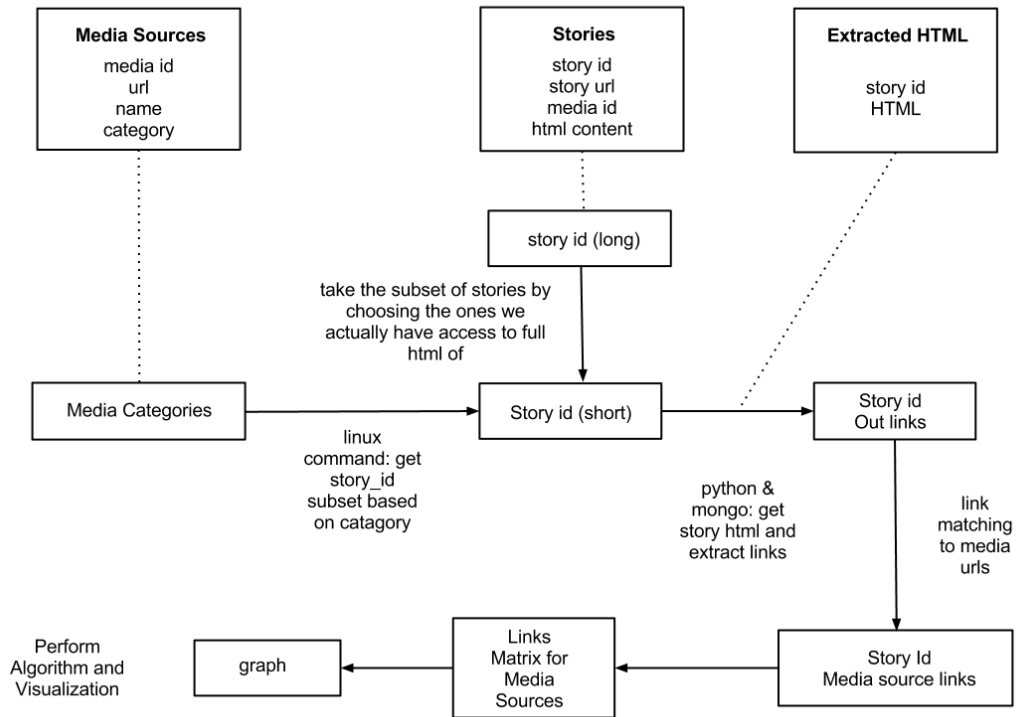 Media Sources
media id
url
name
category
Stories
story id
story url
media id
html content
Extracted HTML
story id
HTML
story id (long)
take the subset of stories by
choosing the ones we
actually have access to full
html of
Media Categories
Story id (short)
Story id
Out links
linux
command: get
story_id
subset based
on catagory
python &
mongo: get
story html and
extract links
link
matching
to media
urls
Perform
Algorithm and
Visualization
graph
Links
Matrix for
Media
Sources
Story Id
Media source links